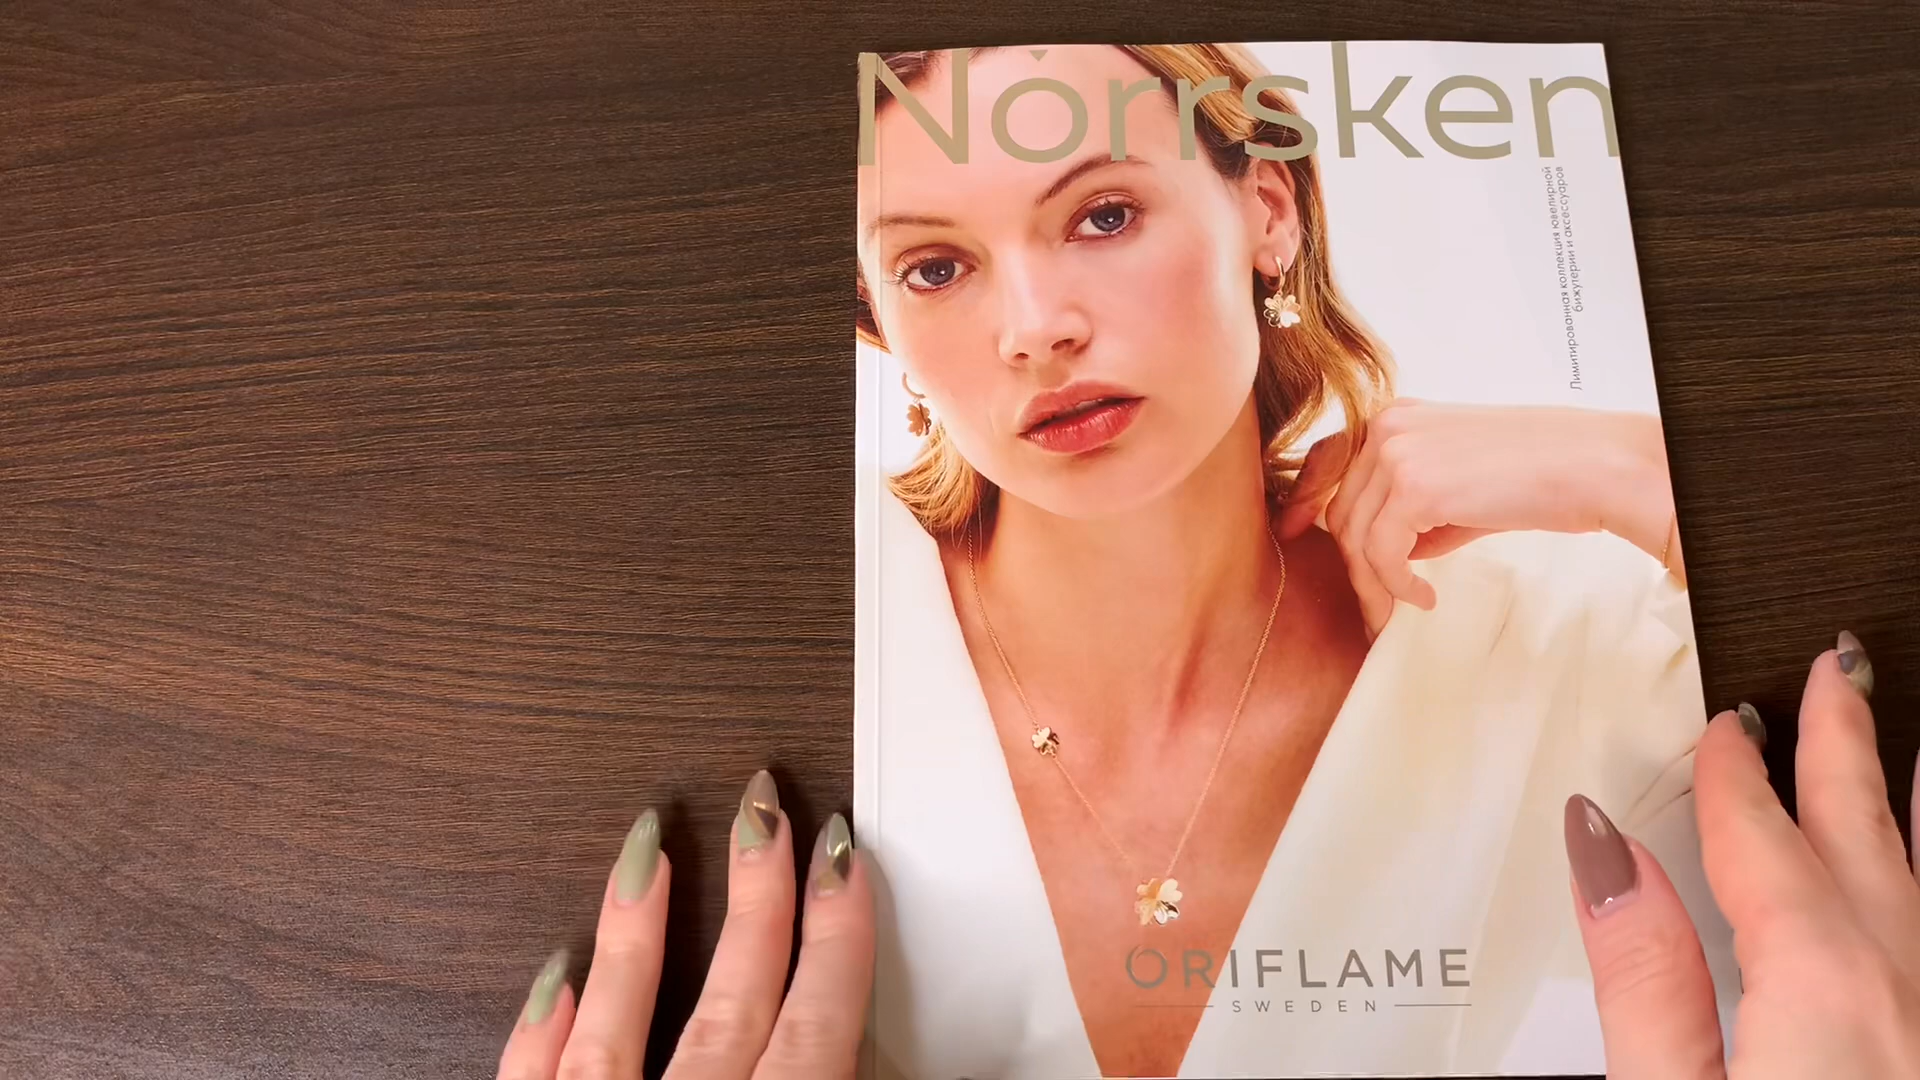 Norrsken
Лимитированная коллекция ювелирной
бижутерии и аксессуаров
ORIFLAME
SWEDEN